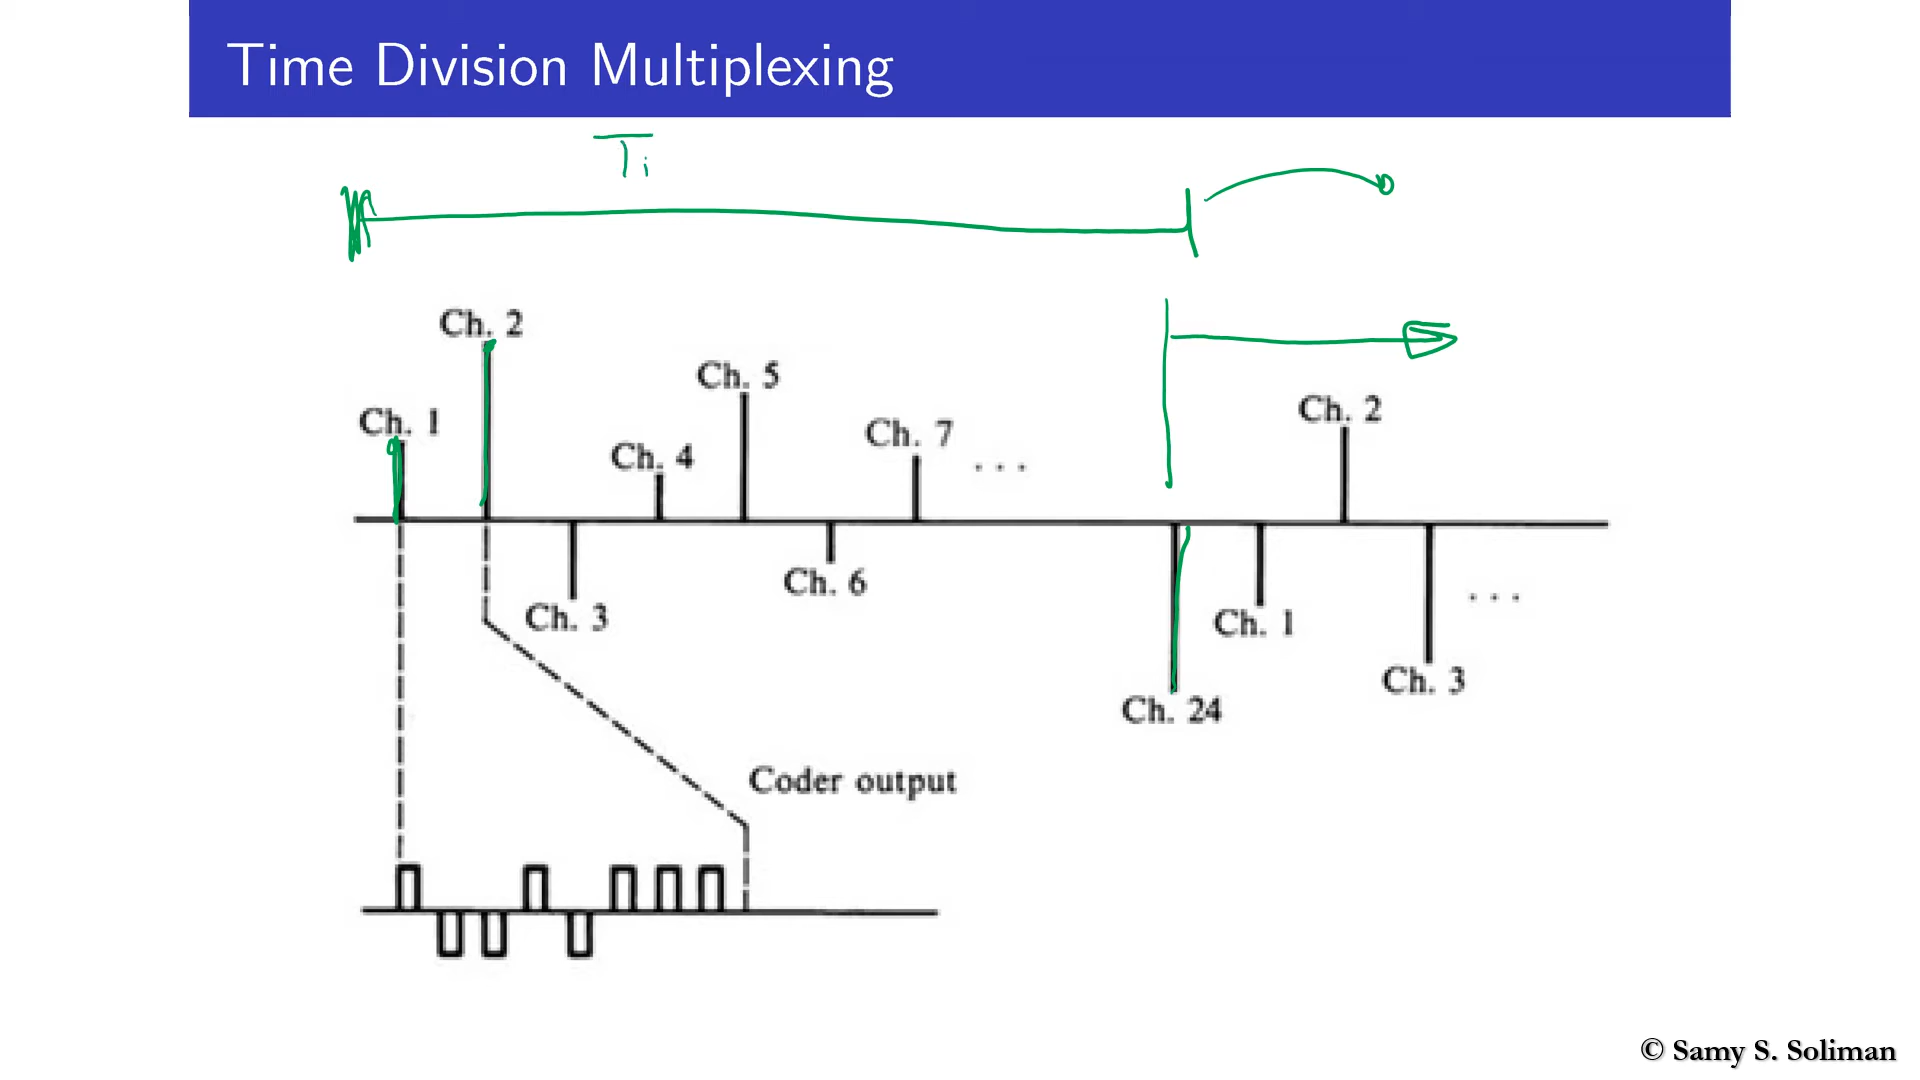 Time Division Multiplexing
Ti
Ch. 2
Ch. 1
Ch. 5
Ch. 4
Ch. 7
...
Ch. 2
Ch. 3
Ch. 6
Ch. 1
...
Ch. 3
Ch. 24
Coder output
© Samy S. Soliman